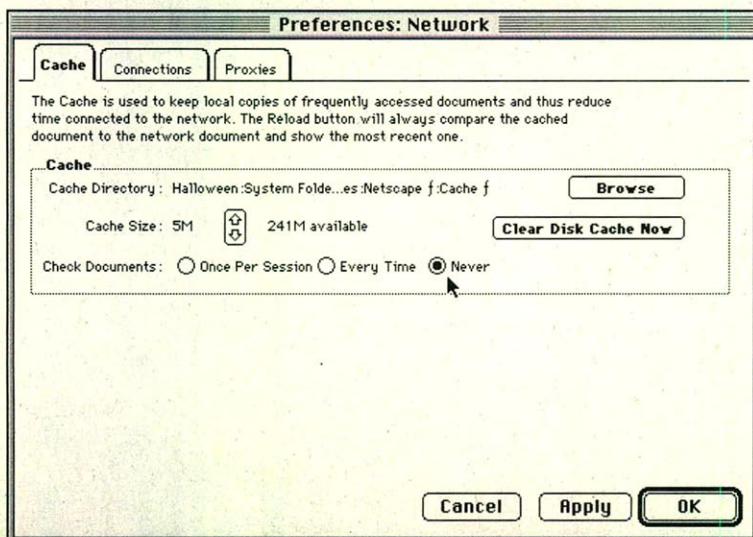 Preferences: Network
Cache Connections Proxies
The Cache is used to keep local copies of frequently accessed documents and thus reduce
time connected to the network. The Reload button will always compare the cached
document to the network document and show the most recent one.
Cache
Cache Directory : Halloween :System Folde...es :Netscape ƒ :Cache ƒ Browse
Cache Size : 5M 241M available Clear Disk Cache Now
Check Documents : Once Per Session Every Time Never
Cancel Apply OK